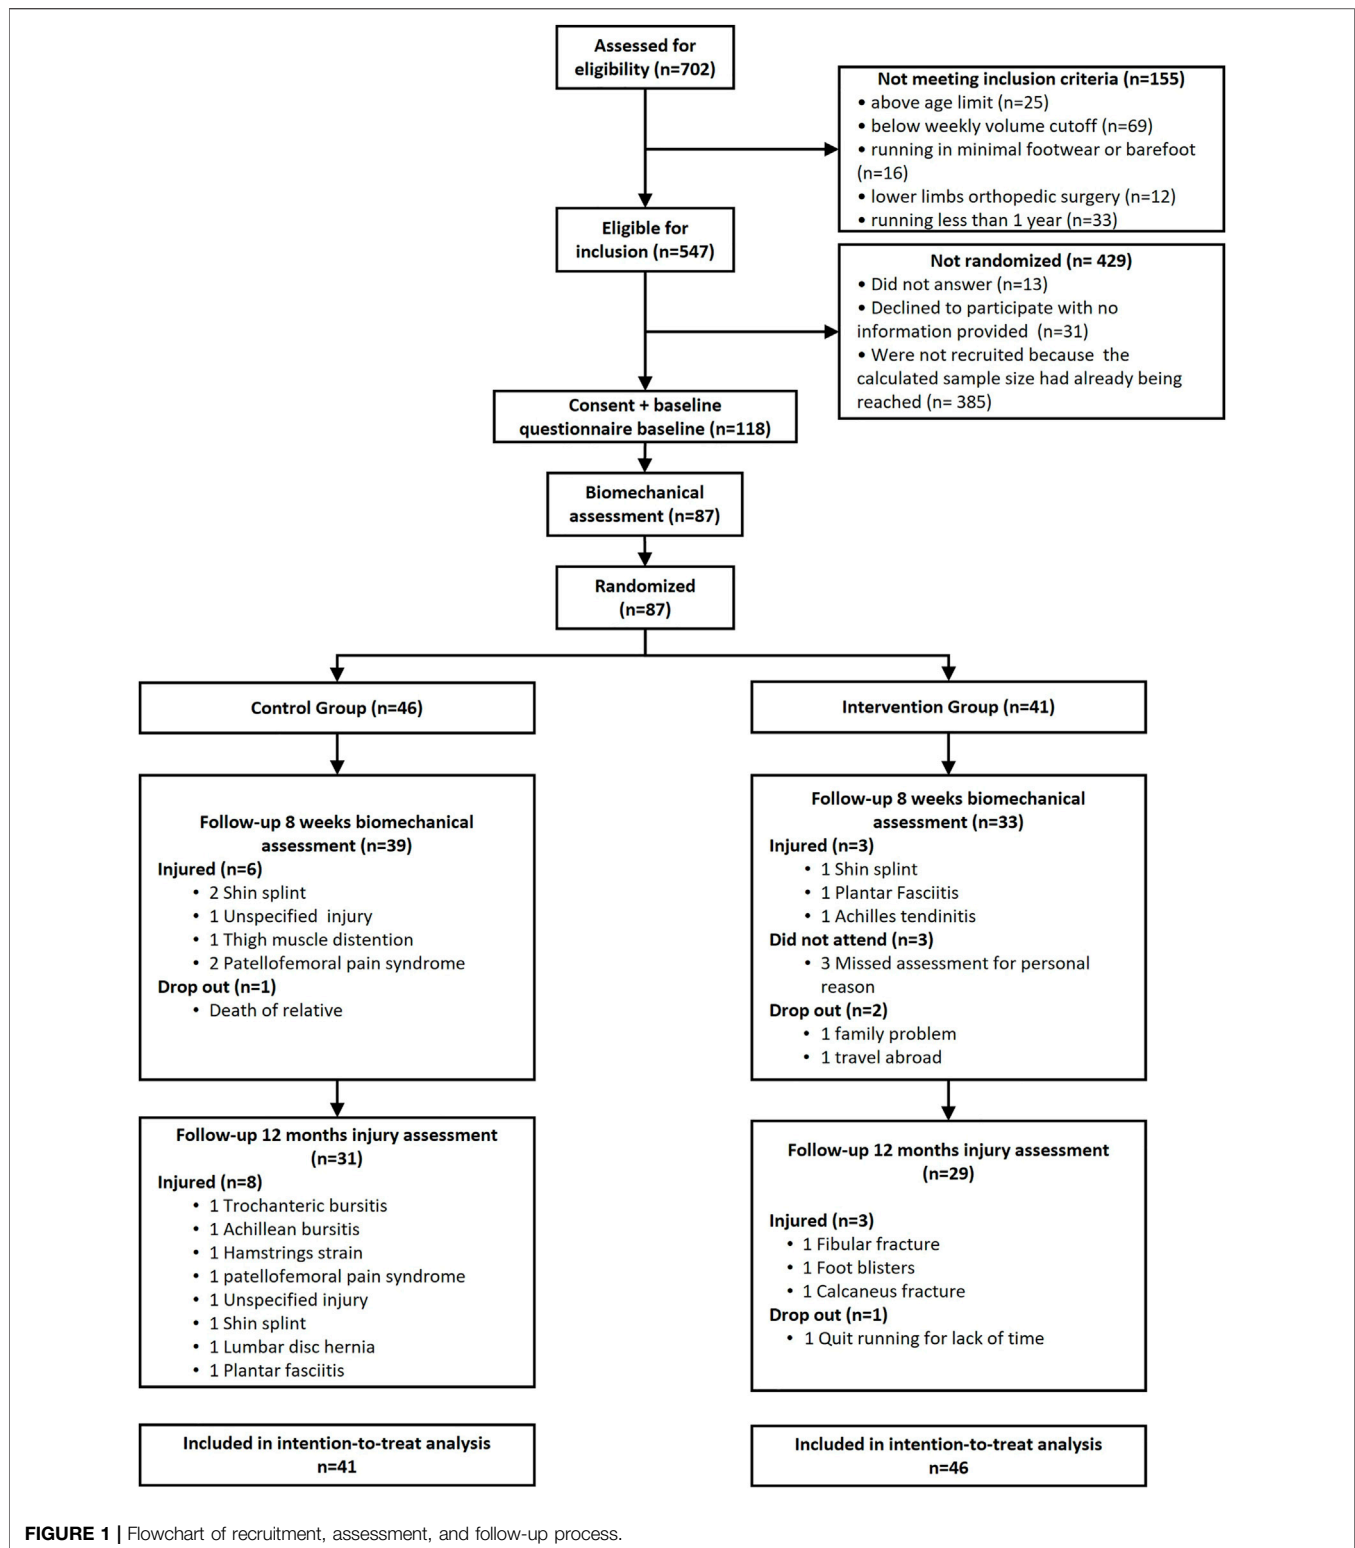 Assessed for
eligibility (n=702)
Not meeting inclusion criteria (n=155)
• above age limit (n=25)
• below weekly volume cutoff (n=69)
• running in minimal footwear or barefoot
(n=16)
• lower limbs orthopedic surgery (n=12)
• running less than 1 year (n=33)
Eligible for
inclusion (n=547)
Not randomized (n= 429)
• Did not answer (n=13)
• Declined to participate with no
information provided (n=31)
• Were not recruited because the
calculated sample size had already being
reached (n= 385)
Consent + baseline
questionnaire baseline (n=118)
Biomechanical
assessment (n=87)
Randomized
(n=87)
Control Group (n=46)
Follow-up 8 weeks biomechanical
assessment (n=39)
Injured (n=6)
• 2 Shin splint
• 1 Unspecified injury
• 1 Thigh muscle distention
• 2 Patellofemoral pain syndrome
Drop out (n=1)
• Death of relative
Follow-up 12 months injury assessment
(n=31)
Injured (n=8)
• 1 Trochanteric bursitis
• 1 Achillean bursitis
• 1 Hamstrings strain
• 1 patellofemoral pain syndrome
• 1 Unspecified injury
• 1 Shin splint
• 1 Lumbar disc hernia
• 1 Plantar fasciitis
Included in intention-to-treat analysis
n=41
Intervention Group (n=41)
Follow-up 8 weeks biomechanical
assessment (n=33)
Injured (n=3)
• 1 Shin splint
• 1 Plantar Fasciitis
• 1 Achilles tendinitis
Did not attend (n=3)
• 3 Missed assessment for personal
reason
Drop out (n=2)
• 1 family problem
• 1 travel abroad
Follow-up 12 months injury assessment
(n=29)
Injured (n=3)
• 1 Fibular fracture
• 1 Foot blisters
• 1 Calcaneus fracture
Drop out (n=1)
• 1 Quit running for lack of time
Included in intention-to-treat analysis
n=46
FIGURE 1 | Flowchart of recruitment, assessment, and follow-up process.